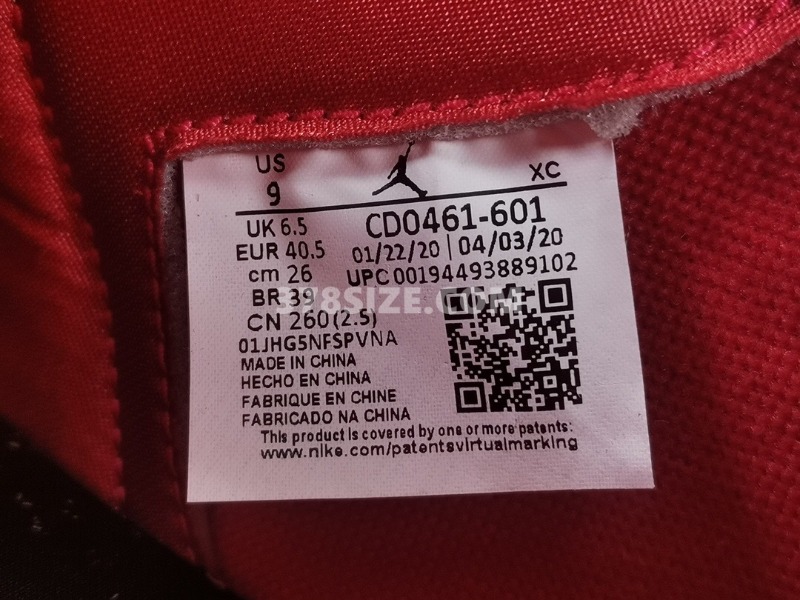 US
9
XC
UK 6.5
CD0461-601
EUR 40.5
01/22/20 | 04/03/20
cm 26
UPC 00194493889102
BR 39
378SIZE.COM
CN 260 (2.5)
01JHG5NFSPVNA
MADE IN CHINA
HECHO EN CHINA
FABRIQUE EN CHINE
FABRICADO NA CHINA
This product is covered by one or more patents:
www.nike.com/patentsvirtualmarking